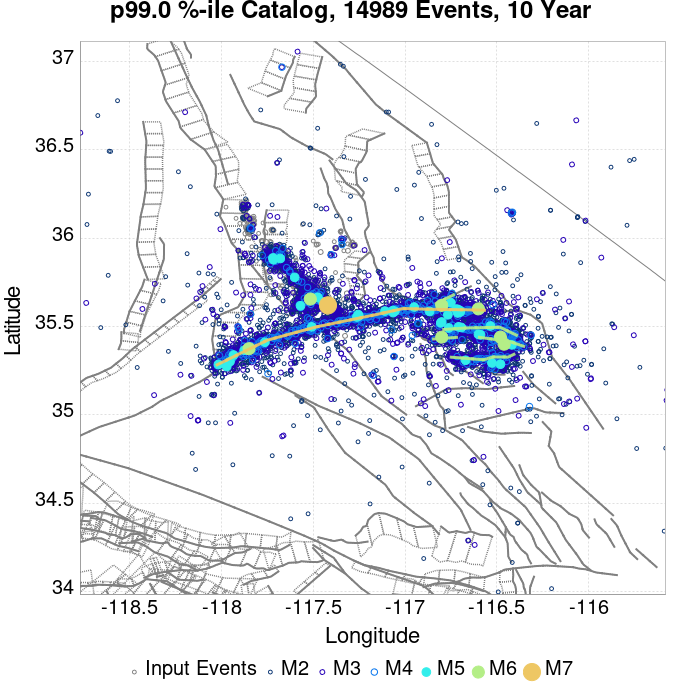 p99.0 %-ile Catalog, 14989 Events, 10 Year
37
36.5
36
35.5
35
34.5
34
Latitude
-118.5 -118 -117.5 -117 -116.5 -116
Longitude
Input Events M2 M3 M4 M5 M6 M7